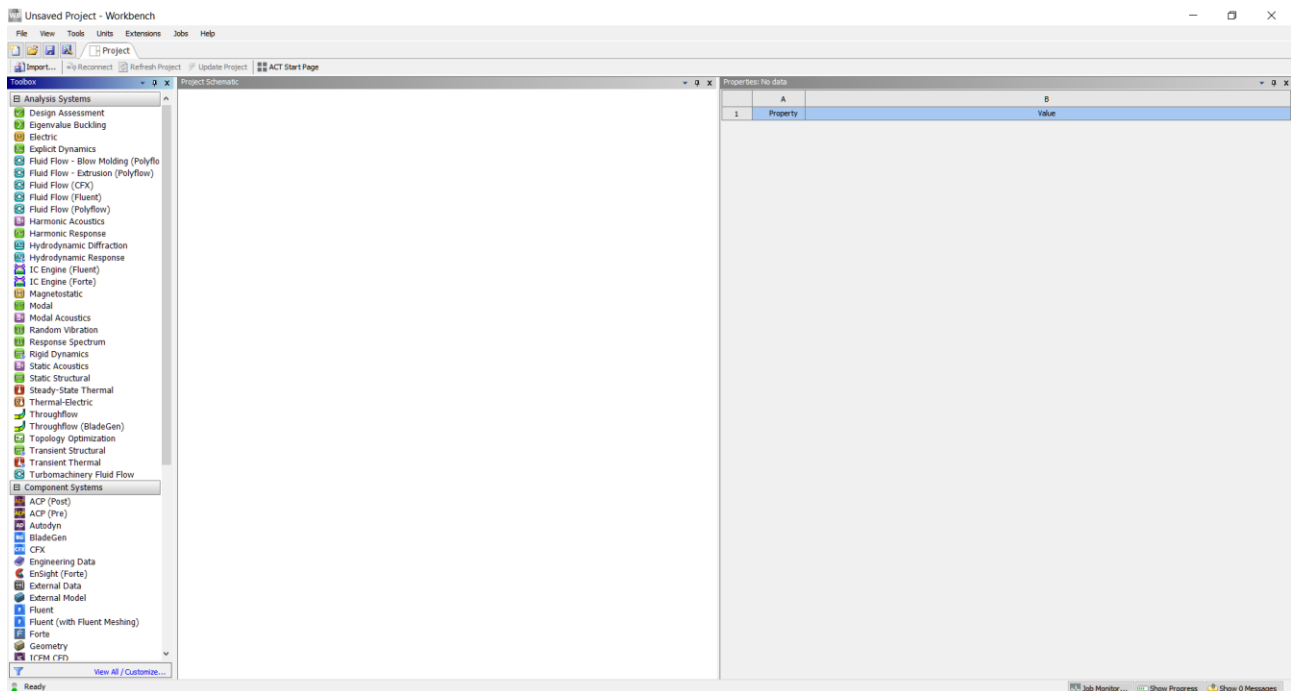 Unsaved Project - Workbench
File View Tools Units Extensions Jobs Help
Project
Import... Reconnect Refresh Project Update Project ACT Start Page
Toolbox
Project Schematic
Properties: No data
A B
1 Property Value
Analysis Systems
Design Assessment
Eigenvalue Buckling
Electric
Explicit Dynamics
Fluid Flow - Blow Molding (Polyflo
Fluid Flow - Extrusion (Polyflow)
Fluid Flow (CFX)
Fluid Flow (Fluent)
Fluid Flow (Polyflow)
Harmonic Acoustics
Harmonic Response
Hydrodynamic Diffraction
Hydrodynamic Response
IC Engine (Fluent)
IC Engine (Forte)
Magnetostatic
Modal
Modal Acoustics
Random Vibration
Response Spectrum
Rigid Dynamics
Static Acoustics
Static Structural
Steady-State Thermal
Thermal-Electric
Throughflow
Throughflow (BladeGen)
Topology Optimization
Transient Structural
Transient Thermal
Turbomachinery Fluid Flow
Component Systems
ACP (Post)
ACP (Pre)
Autodyn
BladeGen
CFX
Engineering Data
EnSight (Forte)
External Data
External Model
Fluent
Fluent (with Fluent Meshing)
Forte
Geometry
ICEM CFD
View All / Customize...
Ready
Job Monitor... Show Progress Show 0 Messages